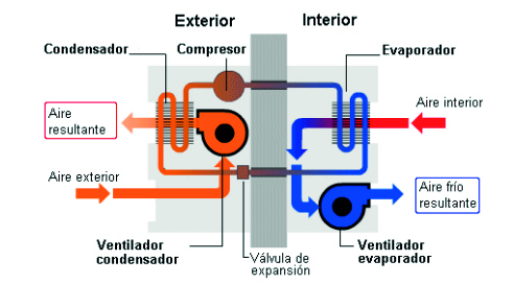 Exterior
Interior
Condensador
Compresor
Evaporador
Aire
resultante
Aire interior
Aire exterior
Aire frío
resultante
Ventilador
condensador
Válvula de
expansión
Ventilador
evaporador